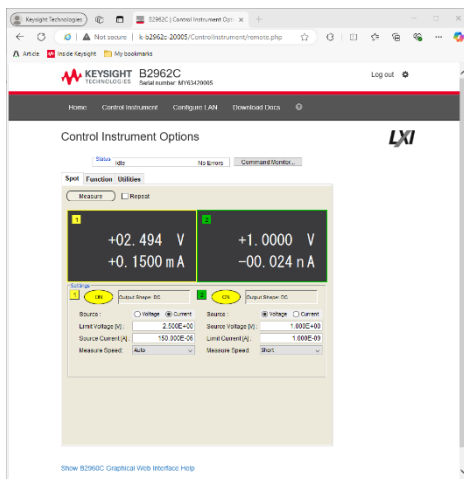 Keysight Technologies
B2962C | Control Instrument Opt
Not secure | k-b2962c-20005/ControlInstrument/remote.php
Article
Inside Keysight
My bookmarks
KEYSIGHT
TECHNOLOGIES
B2962C
Serial number: MY63420005
Log out
Home
Control Instrument
Configure LAN
Download Docs
Control Instrument Options
LXI
Status
Idle
No Errors
Command Monitor...
Spot
Function
Utilities
Measure
Repeat
1
+02.494 V
+0.1500 mA
2
+1.0000 V
-00.024 nA
Settings
1
ON
Output Shape: DC
2
ON
Output Shape: DC
Source :
Voltage
Current
Source :
Voltage
Current
Limit Voltage [V] :
2.500E+00
Source Voltage [V] :
1.000E+00
Source Current [A] :
150.000E-06
Limit Current [A] :
1.000E-09
Measure Speed:
Auto
Measure Speed:
Short
Show B2960C Graphical Web Interface Help